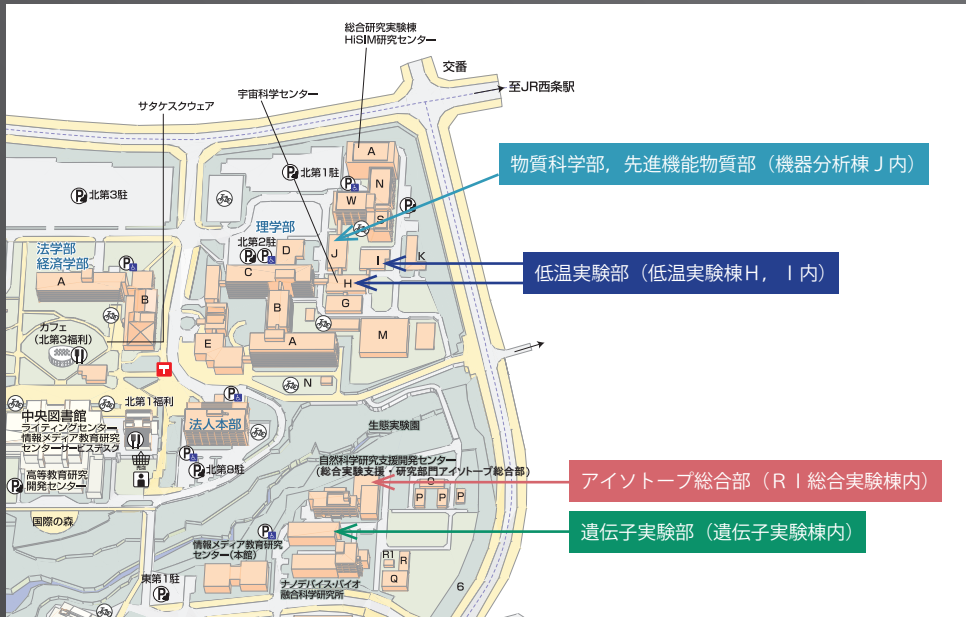 総合研究実験棟
HiSIM研究センター
交番
至JR西条駅
宇宙科学センター
サタケスクウェア
物質科学部，先進機能物質部（機器分析棟Ｊ内）
A
北第1駐
N
W
S
北第3駐
理学部
北第2駐
D
J
I
K
低温実験部（低温実験棟Ｈ，Ｉ内）
法学部
経済学部
A
B
C
H
G
B
M
E
A
カフェ
(北第3福利)
N
北第1福利
中央図書館
ライティングセンター
情報メディア教育研究
センターサービスデスク
法人本部
生態実験園
高等教育研究
開発センター
北第8駐
自然科学研究支援開発センター
(総合実験支援・研究部門アイソトープ総合部)
アイソトープ総合部（ＲＩ総合実験棟内）
O
P
P
P
国際の森
遺伝子実験部（遺伝子実験棟内）
情報メディア教育研究
センター(本館)
R1
R
Q
東第1駐
ナノデバイス・バイオ
融合科学研究所
6